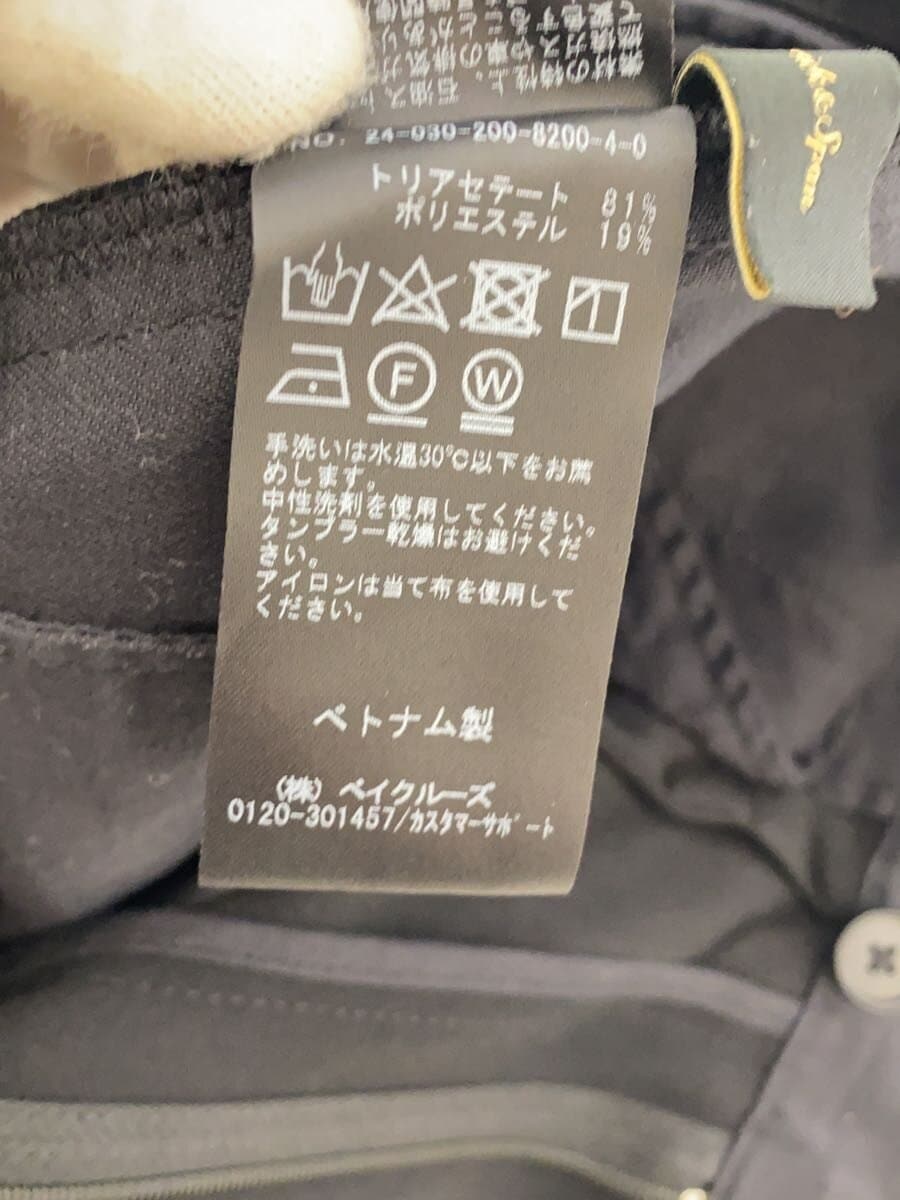 NO. 24-030-200-8200-4-0
トリアセテート 81%
ポリエステル 19%
F W
手洗いは水温30℃以下をお薦
めします。
中性洗剤を使用してください。
タンブラー乾燥はお避けくだ
さい。
アイロンは当て布を使用して
ください。
ベトナム製
(株) ベイクルーズ
0120-301457/カスタマーサポート